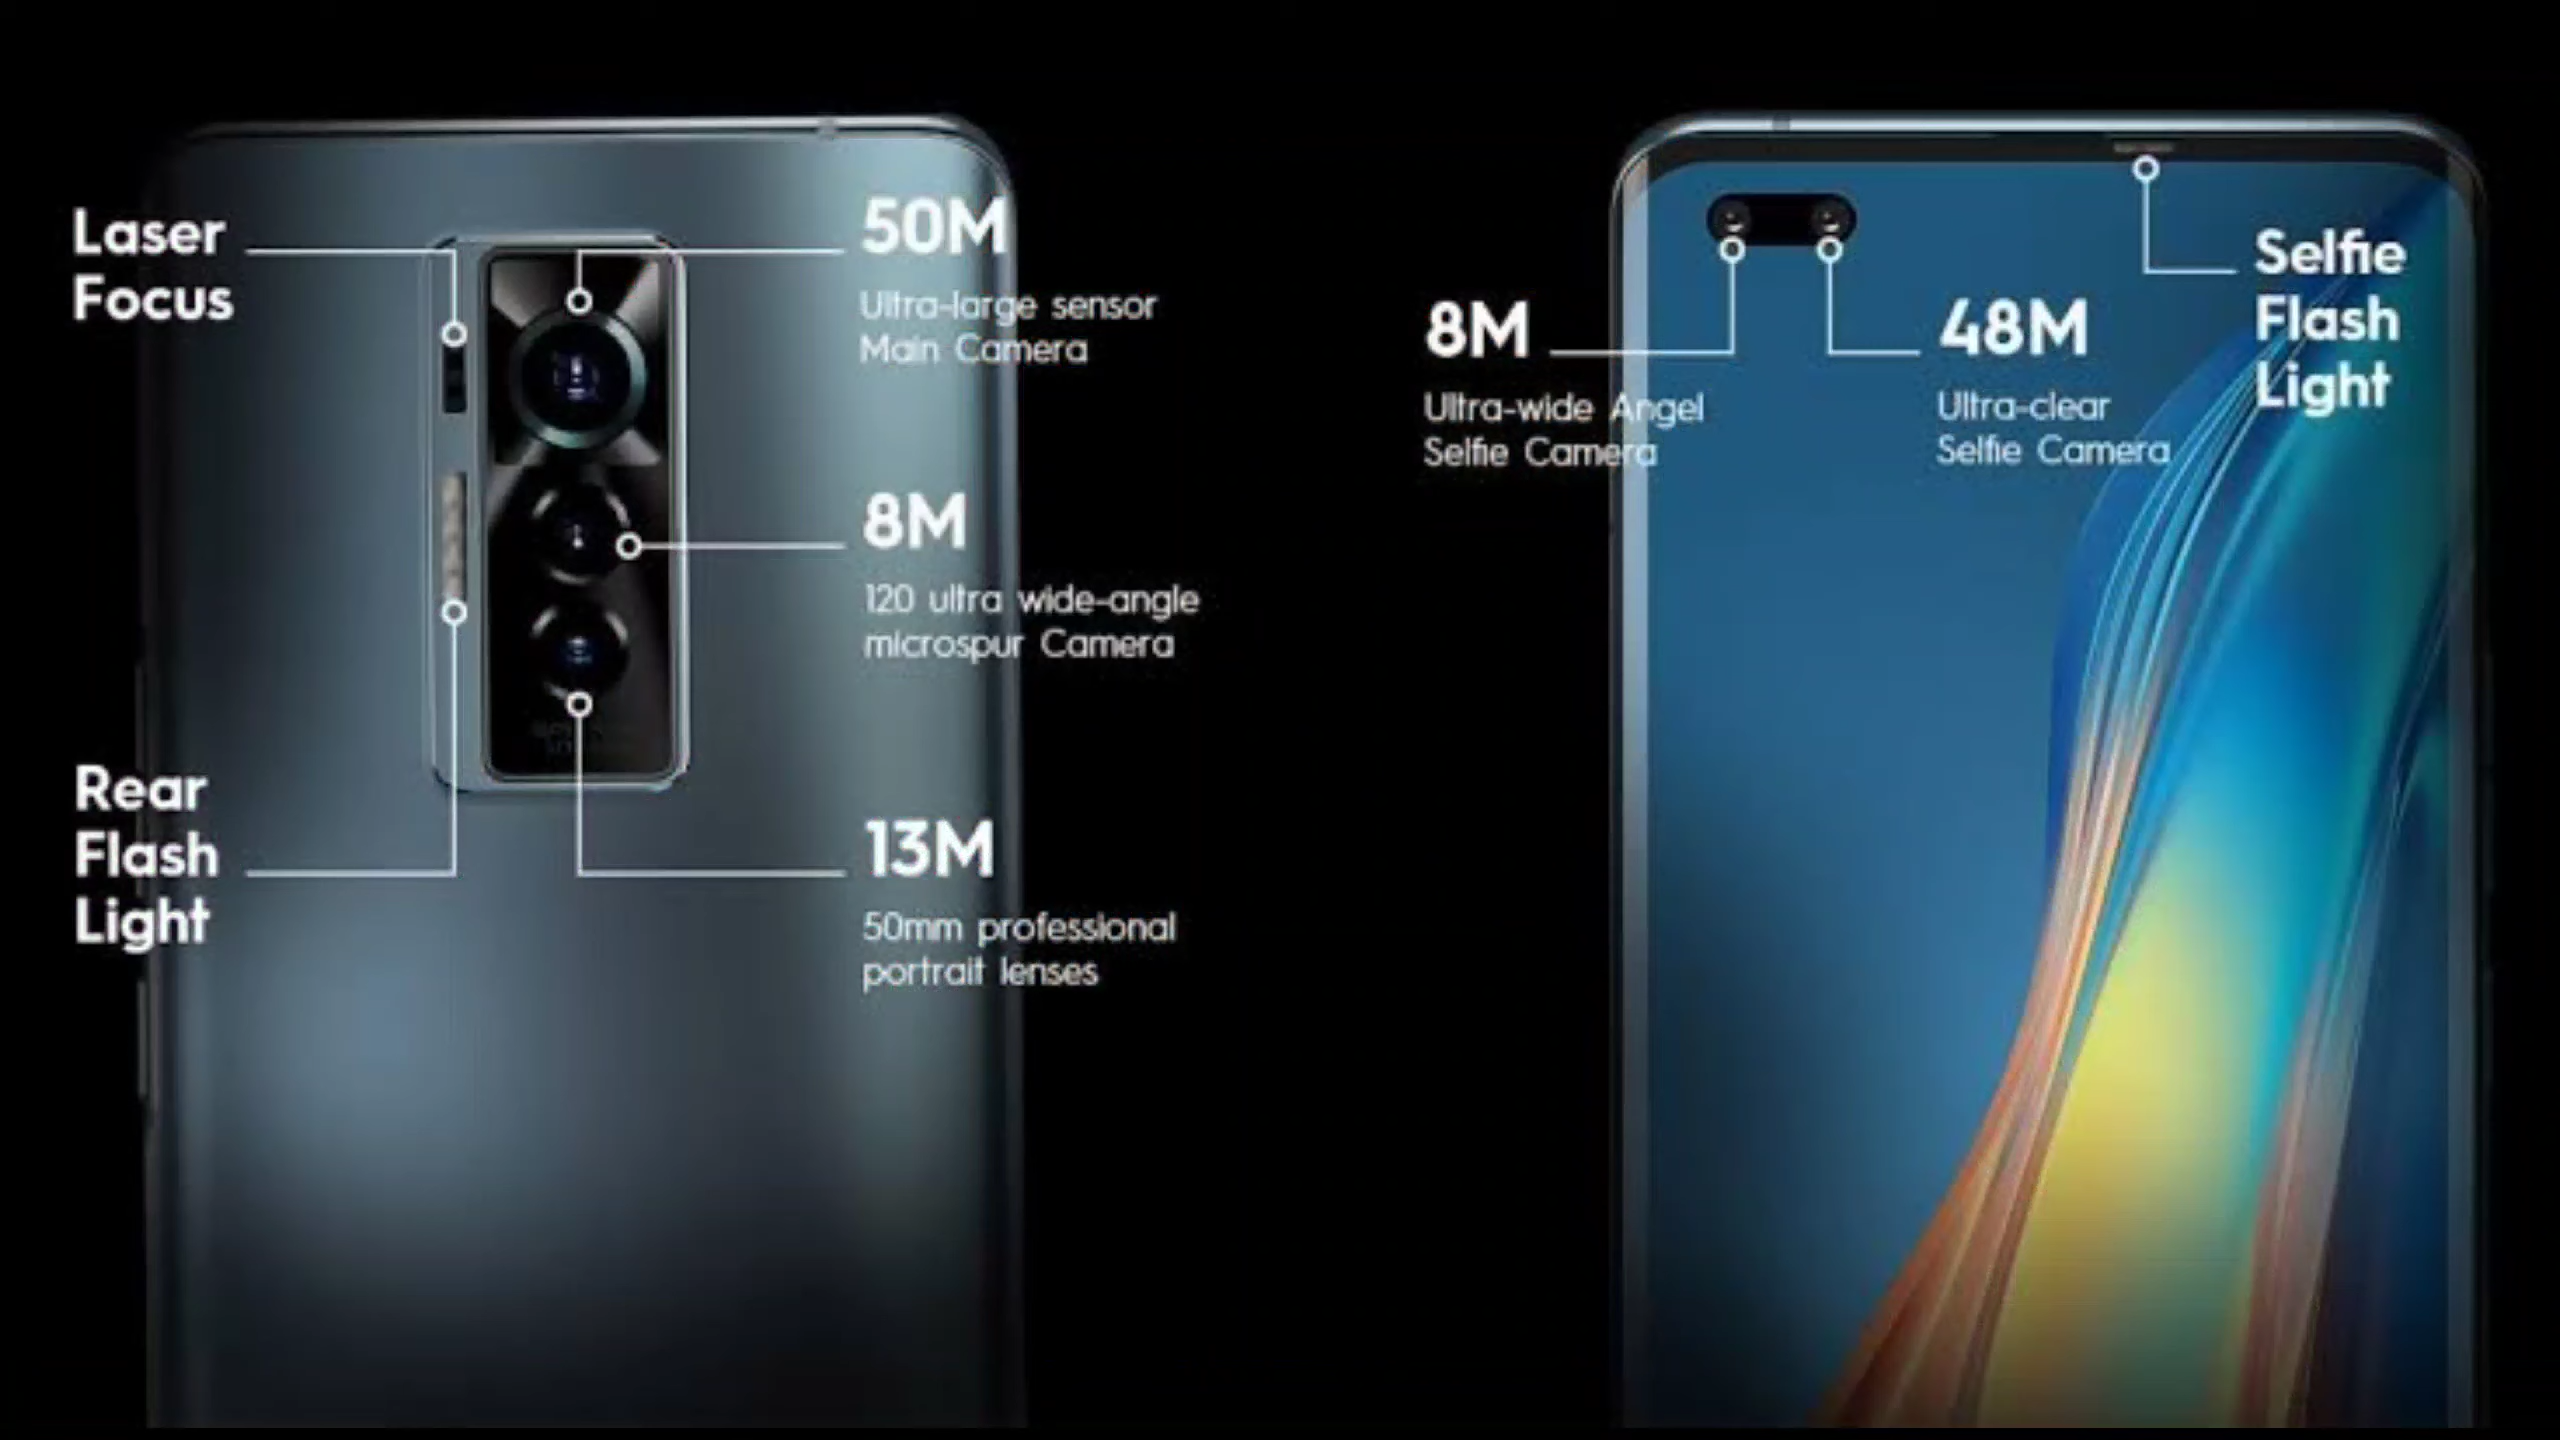 Laser
Focus
50M
Ultra-large sensor
Main Camera
8M
120 ultra wide-angle
microspur Camera
Rear
Flash
Light
13M
50mm professional
portrait lenses
8M
Ultra-wide Angel
Selfie Camera
48M
Ultra-clear
Selfie Camera
Selfie
Flash
Light